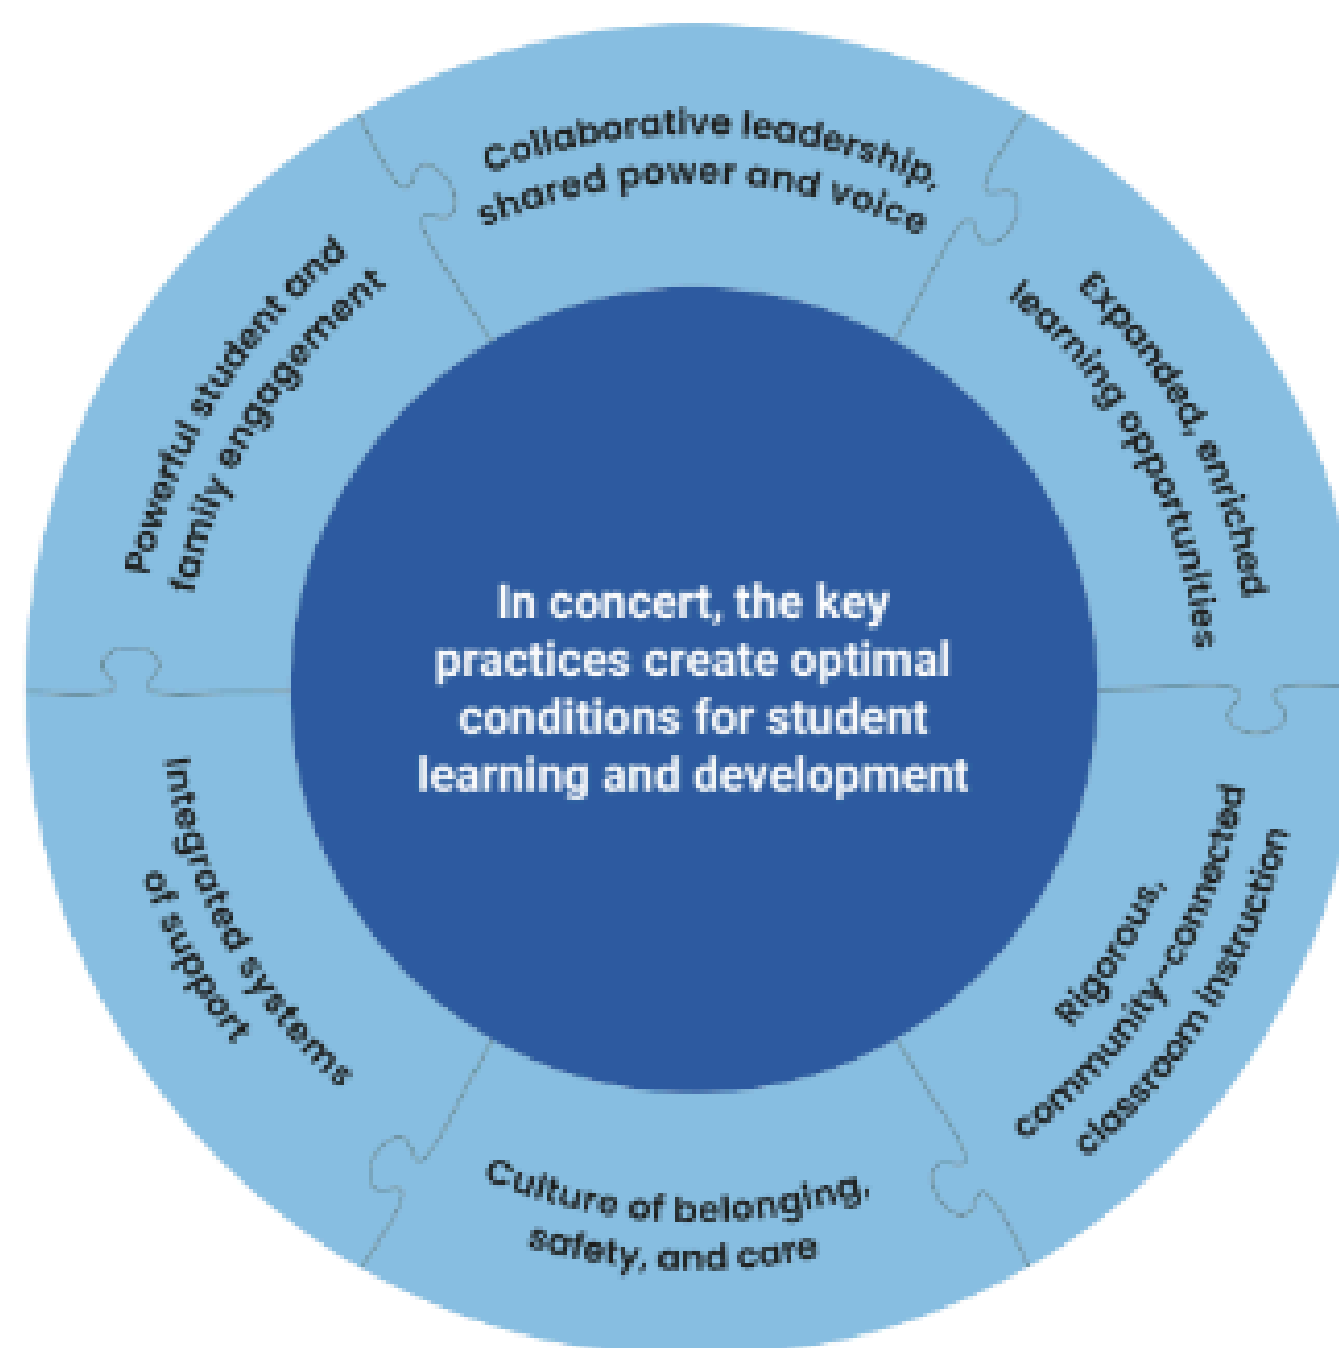 Collaborative leadership,
shared power and voice
Expanded, enriched
learning opportunities
Rigorous,
community-connected
classroom instruction
Culture of belonging,
safety, and care
Integrated systems
of support
Powerful student and
family engagement
In concert, the key
practices create optimal
conditions for student
learning and development